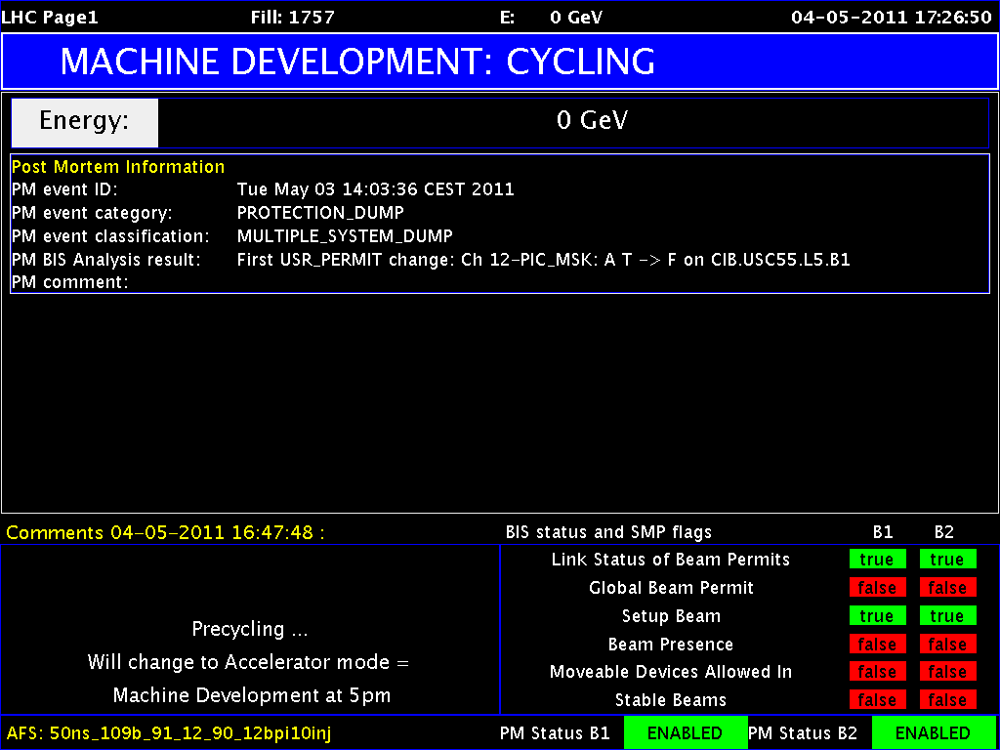 LHC Page1 Fill: 1757 E: 0 GeV 04-05-2011 17:26:50
MACHINE DEVELOPMENT: CYCLING
Energy: 0 GeV
Post Mortem Information
PM event ID: Tue May 03 14:03:36 CEST 2011
PM event category: PROTECTION_DUMP
PM event classification: MULTIPLE_SYSTEM_DUMP
PM BIS Analysis result: First USR_PERMIT change: Ch 12-PIC_MSK: A T -> F on CIB.USC55.L5.B1
PM comment:
Comments 04-05-2011 16:47:48 :
Precycling ...
Will change to Accelerator mode =
Machine Development at 5pm
BIS status and SMP flags B1 B2
Link Status of Beam Permits true true
Global Beam Permit false false
Setup Beam true true
Beam Presence false false
Moveable Devices Allowed In false false
Stable Beams false false
AFS: 50ns_109b_91_12_90_12bpi10inj PM Status B1 ENABLED PM Status B2 ENABLED